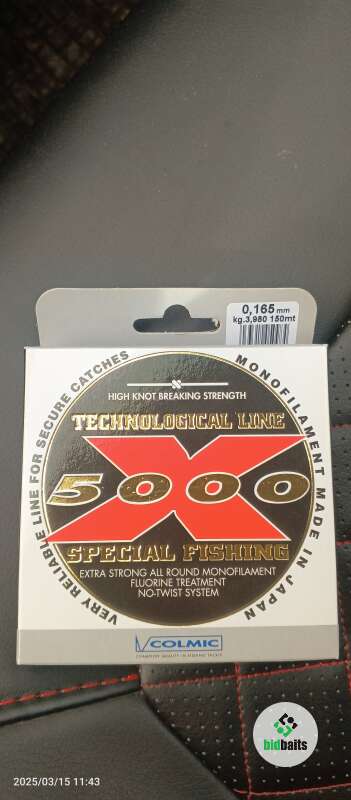 0,165 mm
kg.3,980 150mt
VERY RELIABLE LINE FOR SECURE CATCHES
MONOFILAMENT MADE IN JAPAN
HIGH KNOT BREAKING STRENGTH
TECHNOLOGICAL LINE
X
5000
SPECIAL FISHING
EXTRA STRONG ALL ROUND MONOFILAMENT
FLUORINE TREATMENT
NO-TWIST SYSTEM
COLMIC
bidbaits
2025/03/15 11:43